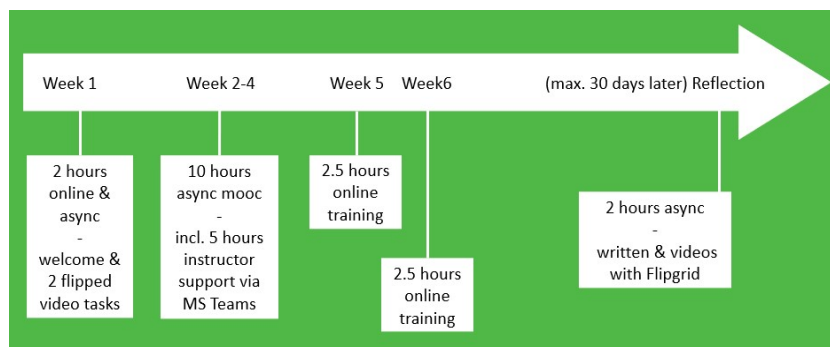 Week 1
Week 2-4
Week 5
Week6
(max. 30 days later) Reflection
2 hours
online &
async
-
welcome &
2 flipped
video tasks
10 hours
async mooc
-
incl. 5 hours
instructor
support via
MS Teams
2.5 hours
online
training
2.5 hours
online
training
2 hours async
-
written & videos
with Flipgrid